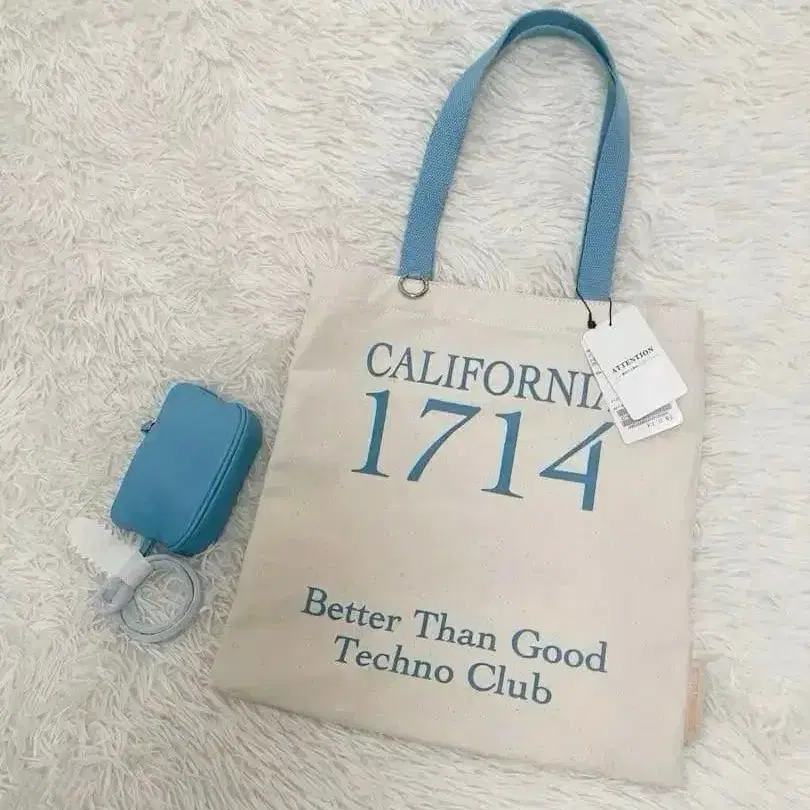 CALIFORNIA
1714
ATTENTION
Better Than Good
Techno Club